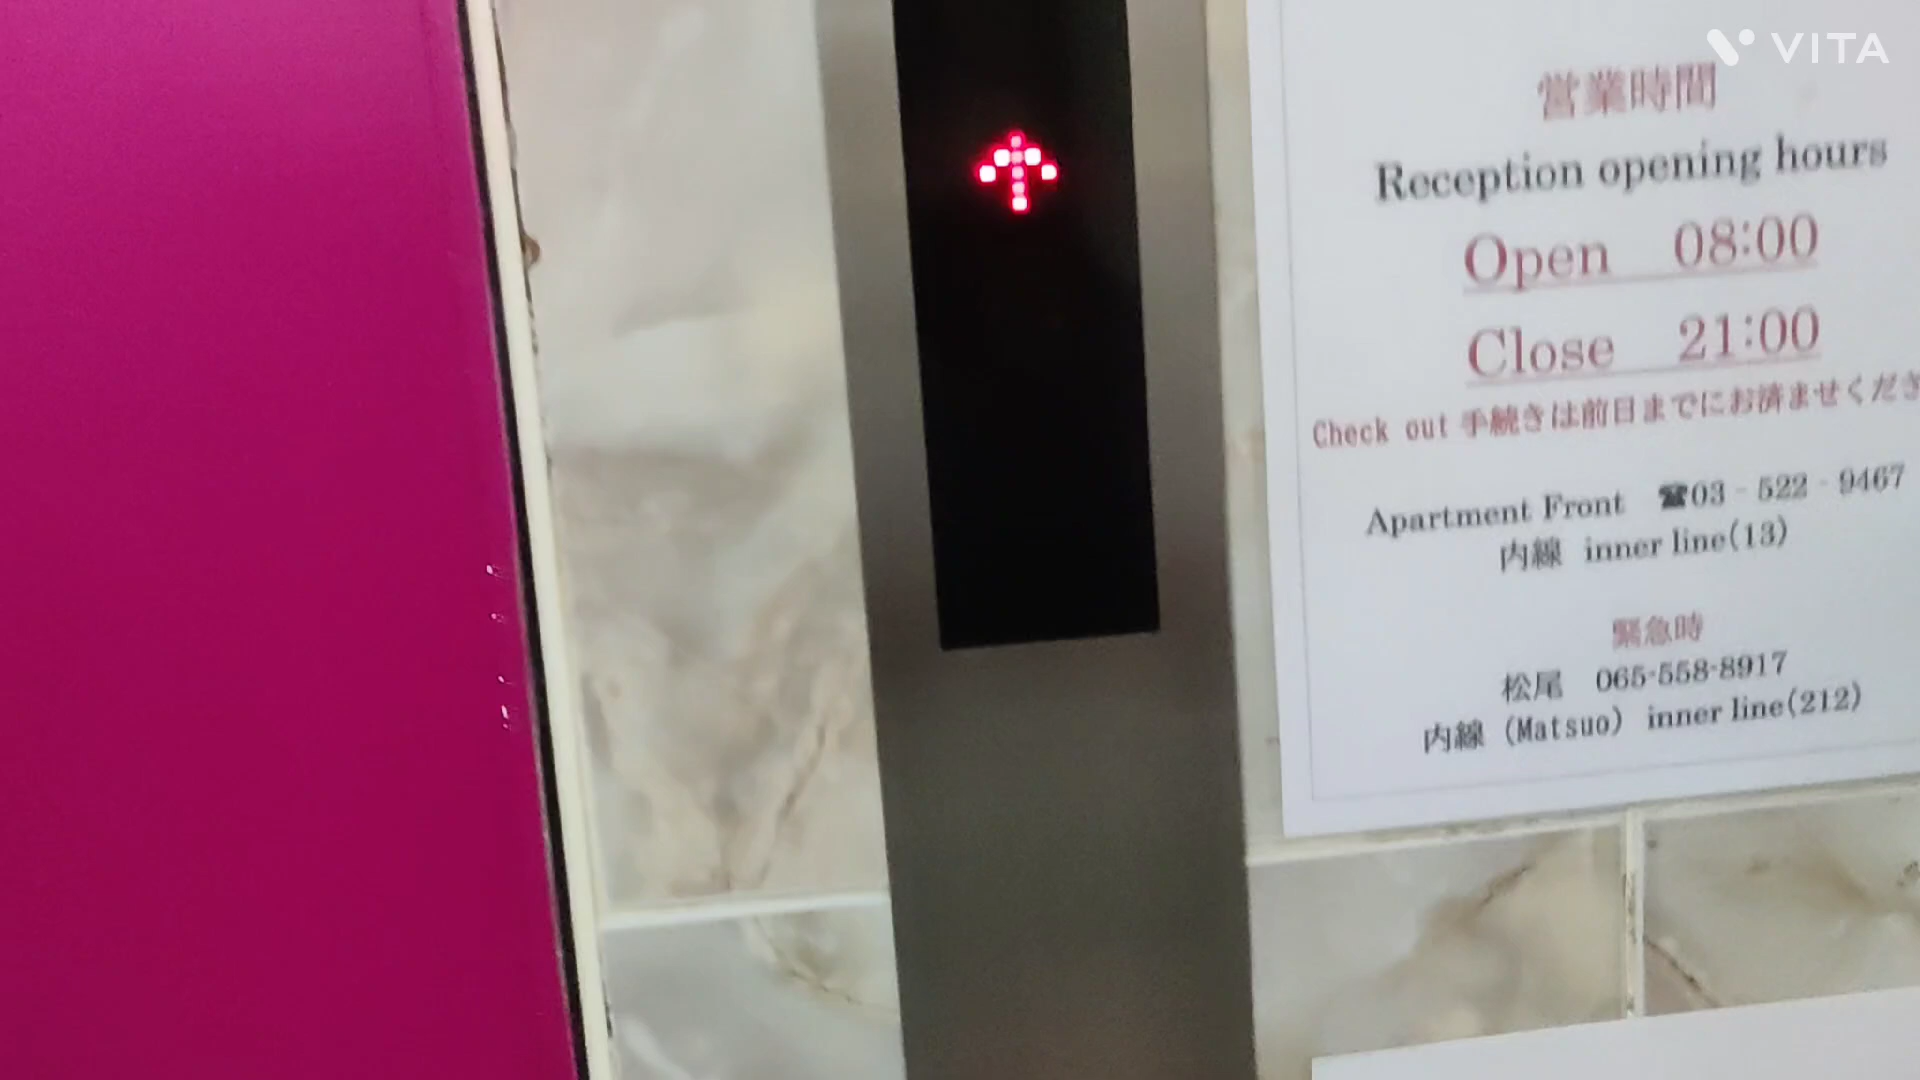 VITA
営業時間
Reception opening hours
Open 08:00
Close 21:00
Check out 手続きは前日までにお済ませくださ
Apartment Front ☎03‐522‐9467
内線 inner line(13)
緊急時
松尾 065-558-8917
内線 (Matsuo) inner line(212)